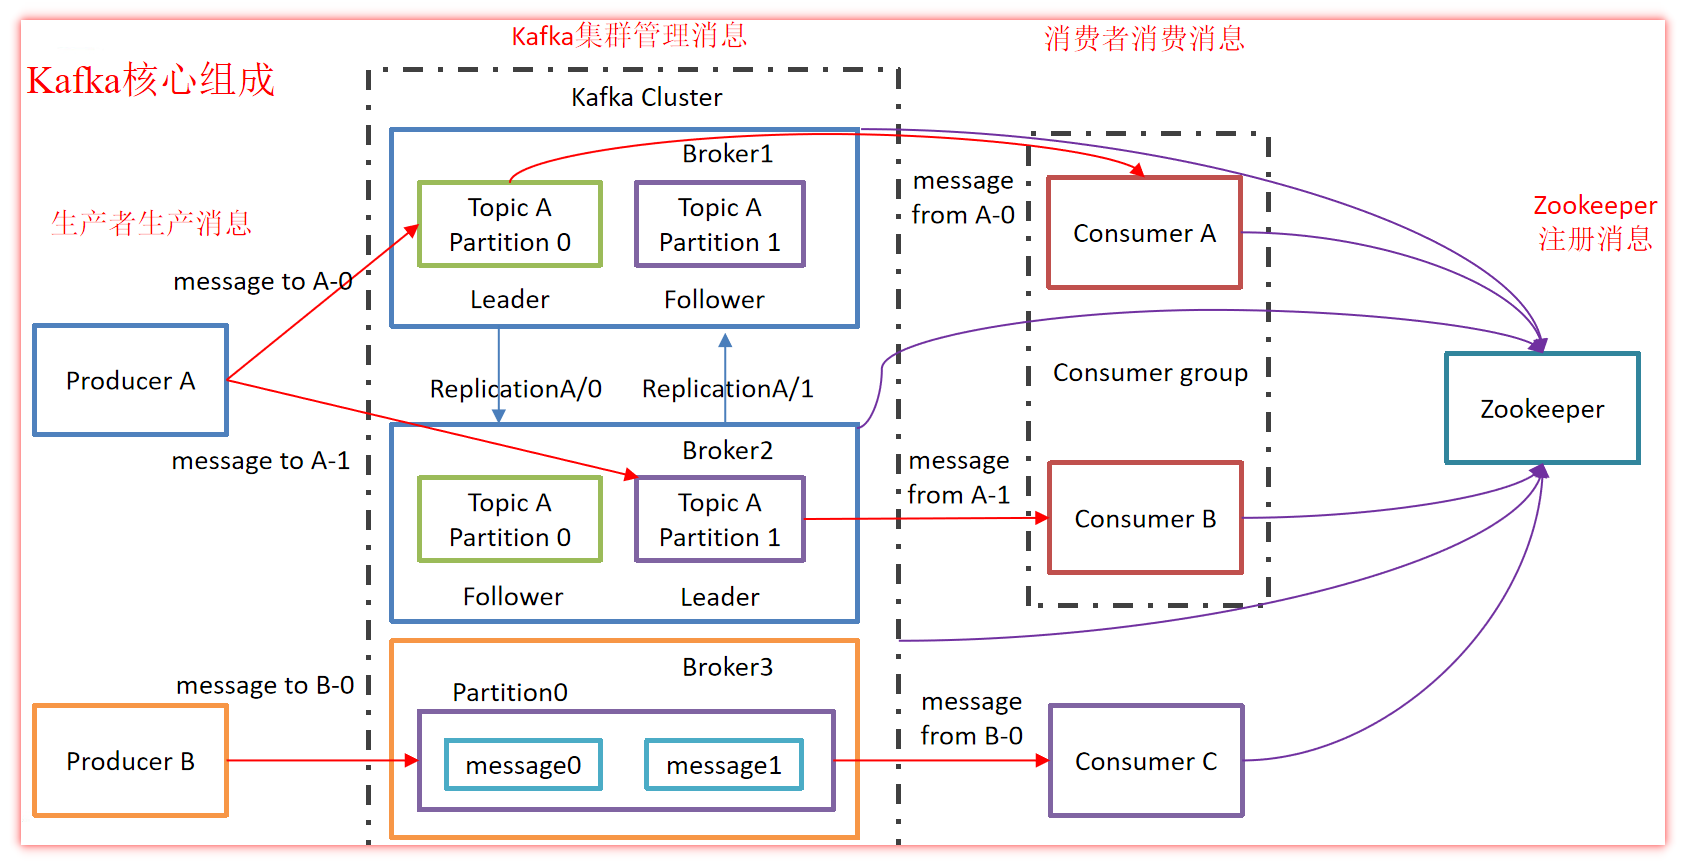 Kafka核心组成
Kafka集群管理消息
消费者消费消息
Kafka Cluster
生产者生产消息
Zookeeper
注册消息
message to A-0
Producer A
message to A-1
message to B-0
Producer B
Broker1
Topic A
Partition 0
Topic A
Partition 1
Leader
Follower
ReplicationA/0
ReplicationA/1
Broker2
Topic A
Partition 0
Topic A
Partition 1
Follower
Leader
Broker3
Partition0
message0
message1
message
from A-0
Consumer A
Consumer group
message
from A-1
Consumer B
message
from B-0
Consumer C
Zookeeper